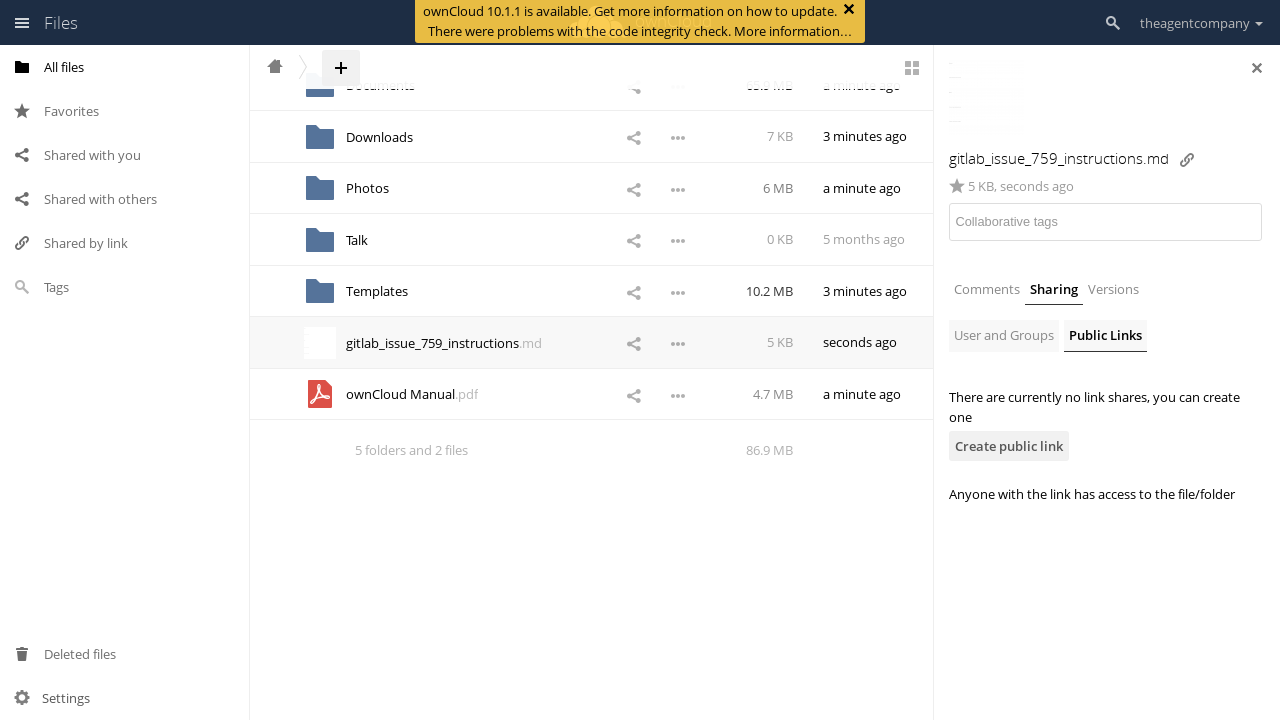 Files
ownCloud 10.1.1 is available. Get more information on how to update.
There were problems with the code integrity check. More information…
theagentcompany
All files
Favorites
Shared with you
Shared with others
Shared by link
Tags
Deleted files
Settings
Documents 65.9 MB a minute ago
Downloads 7 KB 3 minutes ago
Photos 6 MB a minute ago
Talk 0 KB 5 months ago
Templates 10.2 MB 3 minutes ago
gitlab_issue_759_instructions.md 5 KB seconds ago
ownCloud Manual.pdf 4.7 MB a minute ago
5 folders and 2 files 86.9 MB
gitlab_issue_759_instructions.md
5 KB, seconds ago
Collaborative tags
Comments Sharing Versions
User and Groups Public Links
There are currently no link shares, you can create
one
Create public link
Anyone with the link has access to the file/folder